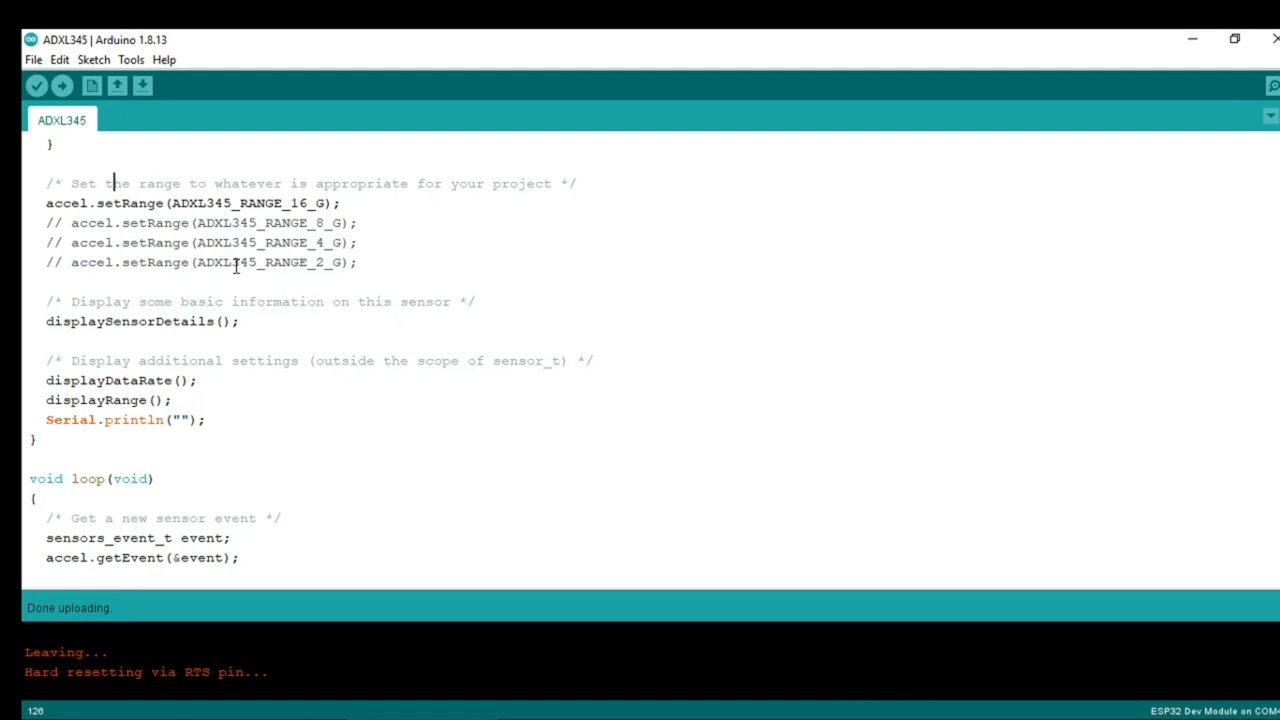 ADXL345 | Arduino 1.8.13
File Edit Sketch Tools Help
ADXL345
}
/* Set the range to whatever is appropriate for your project */
accel.setRange(ADXL345_RANGE_16_G);
// accel.setRange(ADXL345_RANGE_8_G);
// accel.setRange(ADXL345_RANGE_4_G);
// accel.setRange(ADXL345_RANGE_2_G);
/* Display some basic information on this sensor */
displaySensorDetails();
/* Display additional settings (outside the scope of sensor_t) */
displayDataRate();
displayRange();
Serial.println("");
}
void loop(void)
{
/* Get a new sensor event */
sensors_event_t event;
accel.getEvent(&event);
Done uploading.
Leaving...
Hard resetting via RTS pin...
126
ESP32 Dev Module on